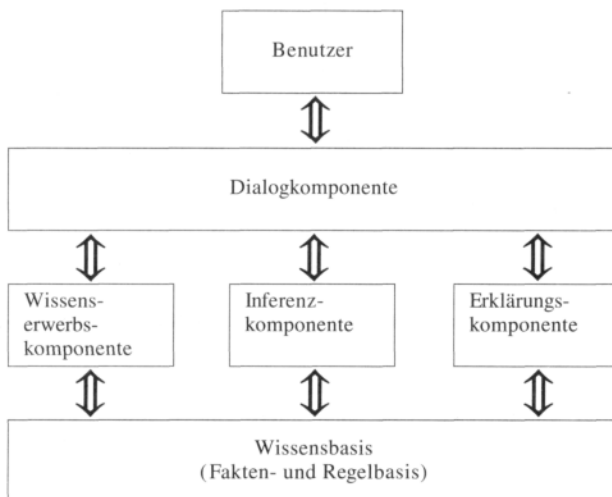 Benutzer
Dialogkomponente
Wissens-
erwerbs-
komponente
Inferenz-
komponente
Erklärungs-
komponente
Wissensbasis
(Fakten- und Regelbasis)